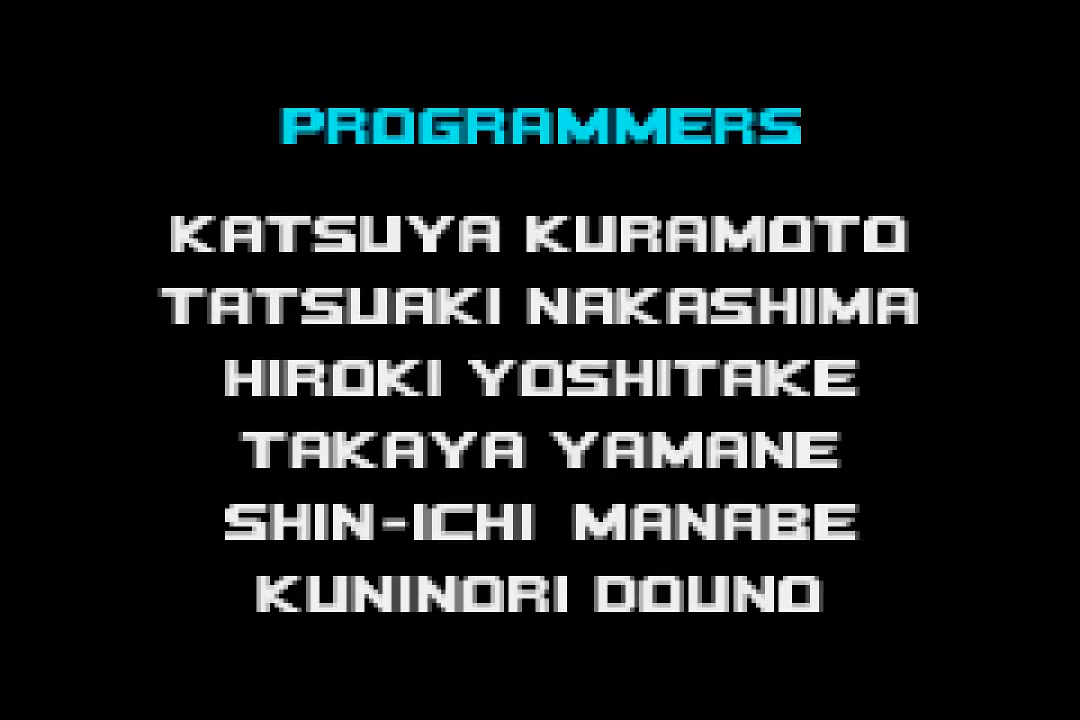 PROGRAMMERS
KATSUYA KURAMOTO
TATSUAKI NAKASHIMA
HIROKI YOSHITAKE
TAKAYA YAMANE
SHIN-ICHI MANABE
KUNINORI DOUNO